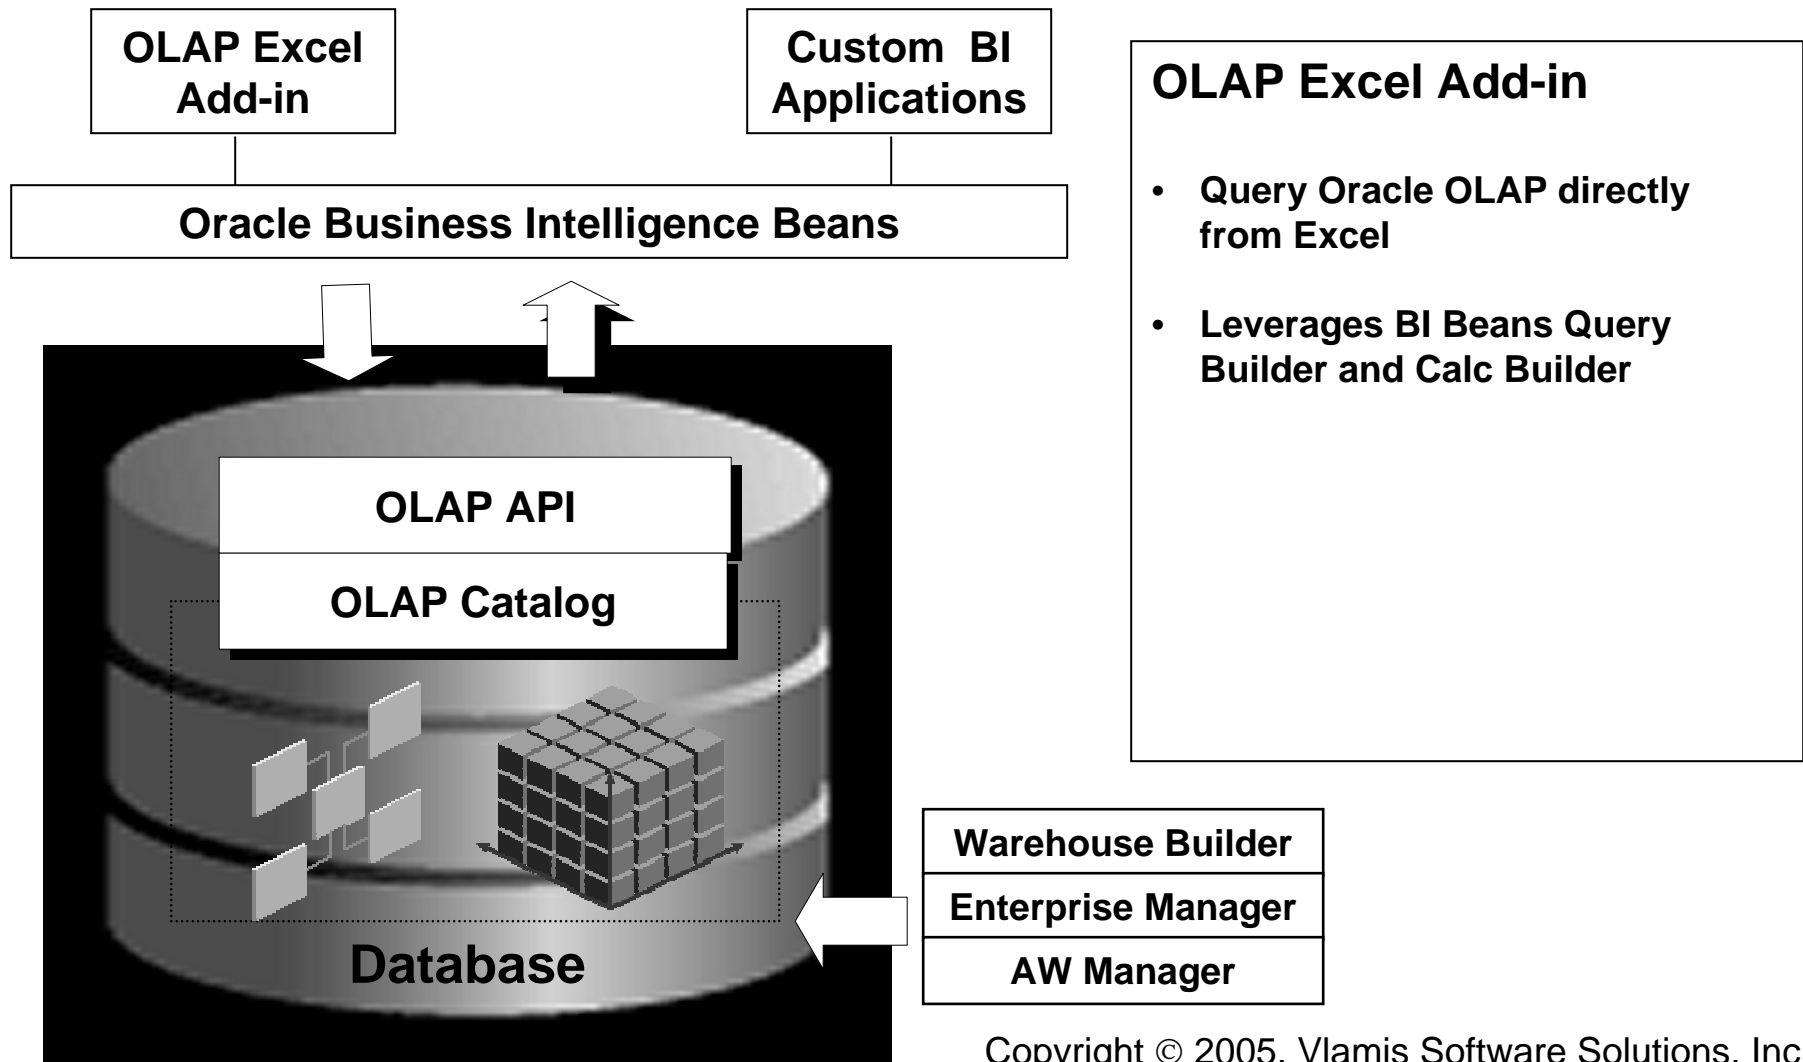 OLAP Excel
Add-in
Custom BI
Applications
Oracle Business Intelligence Beans
OLAP API
OLAP Catalog
Database
OLAP Excel Add-in
• Query Oracle OLAP directly
from Excel
• Leverages BI Beans Query
Builder and Calc Builder
Warehouse Builder
Enterprise Manager
AW Manager
Copyright © 2005, Vlamis Software Solutions, Inc